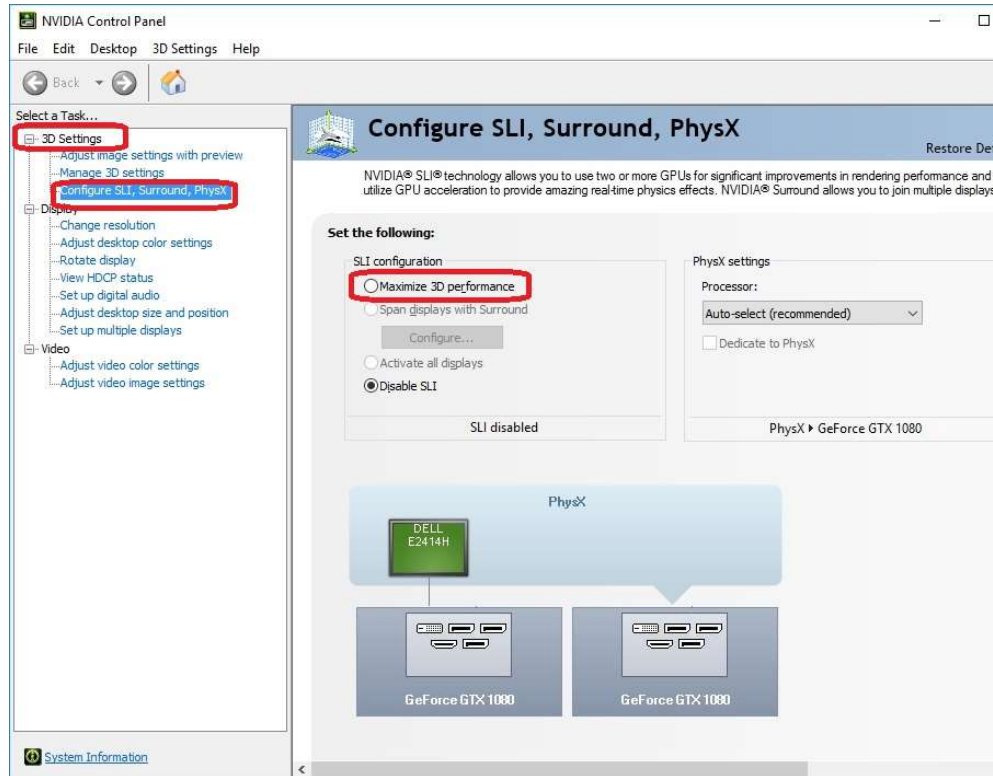 NVIDIA Control Panel
File Edit Desktop 3D Settings Help
Back
Select a Task...
3D Settings
Adjust image settings with preview
Manage 3D settings
Configure SLI, Surround, PhysX
Display
Change resolution
Adjust desktop color settings
Rotate display
View HDCP status
Set up digital audio
Adjust desktop size and position
Set up multiple displays
Video
Adjust video color settings
Adjust video image settings
System Information
Configure SLI, Surround, PhysX
Restore De
NVIDIA® SLI® technology allows you to use two or more GPUs for significant improvements in rendering performance and
utilize GPU acceleration to provide amazing real-time physics effects. NVIDIA® Surround allows you to join multiple displays
Set the following:
SLI configuration
Maximize 3D performance
Span displays with Surround
Configure...
Activate all displays
Disable SLI
SLI disabled
PhysX settings
Processor:
Auto-select (recommended)
Dedicate to PhysX
PhysX ▸ GeForce GTX 1080
PhysX
DELL
E2414H
GeForce GTX 1080
GeForce GTX 1080